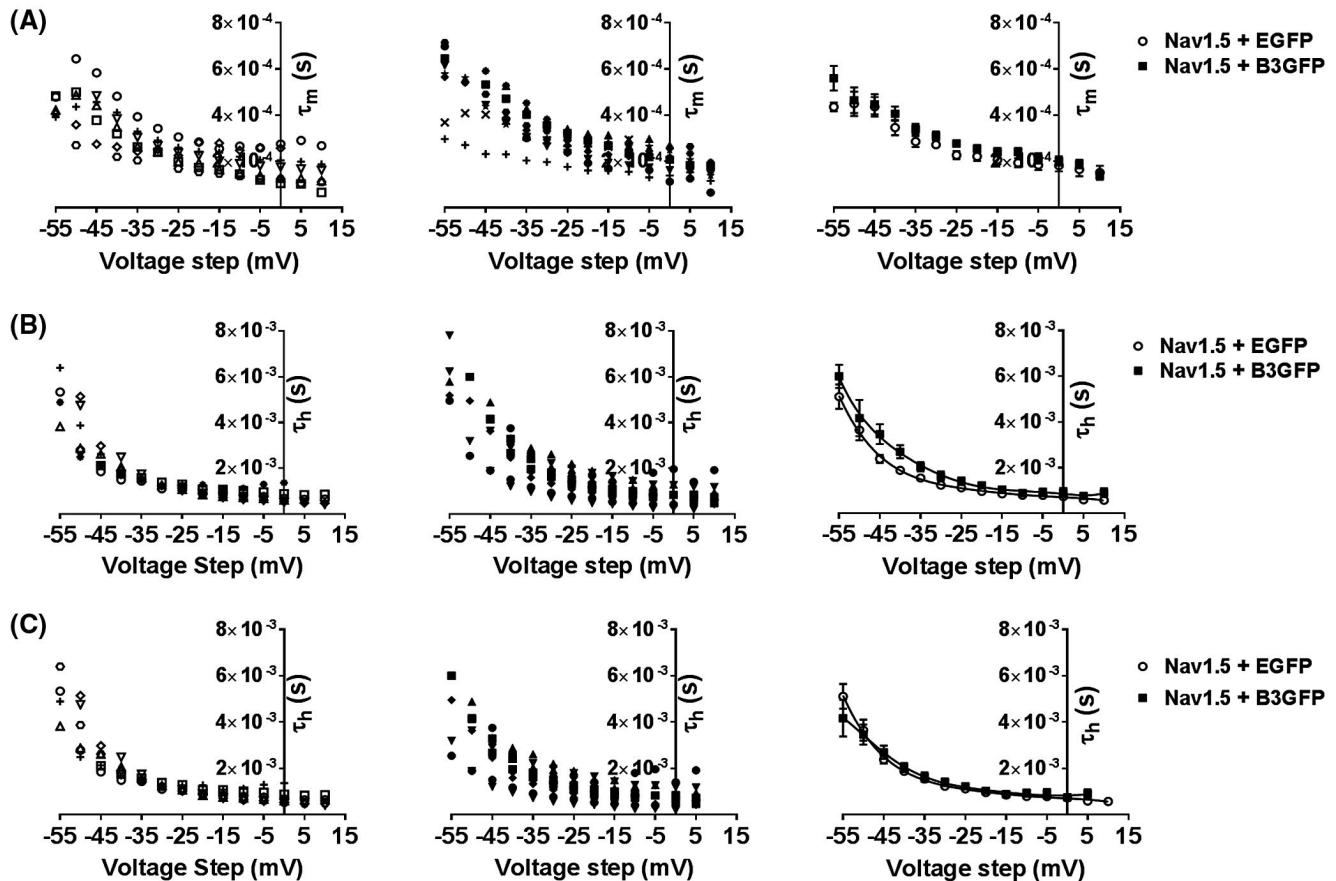 (A)
8× 10 -4
6× 10 -4
4× 10 -4
2× 10 -4
τm (s)
-55 -45 -35 -25 -15 -5 5 15
Voltage step (mV)
8× 10 -4
6× 10 -4
4× 10 -4
2× 10 -4
τm (s)
-55 -45 -35 -25 -15 -5 5 15
Voltage step (mV)
8× 10 -4
6× 10 -4
4× 10 -4
2× 10 -4
τm (s)
-55 -45 -35 -25 -15 -5 5 15
Voltage step (mV)
Nav1.5 + EGFP
Nav1.5 + B3GFP
(B)
8× 10 -3
6× 10 -3
4× 10 -3
2× 10 -3
τh (s)
-55 -45 -35 -25 -15 -5 5 15
Voltage Step (mV)
8× 10 -3
6× 10 -3
4× 10 -3
2× 10 -3
τh (s)
-55 -45 -35 -25 -15 -5 5 15
Voltage step (mV)
8× 10 -3
6× 10 -3
4× 10 -3
2× 10 -3
τh (s)
-55 -45 -35 -25 -15 -5 5 15
Voltage step (mV)
Nav1.5 + EGFP
Nav1.5 + B3GFP
(C)
8× 10 -3
6× 10 -3
4× 10 -3
2× 10 -3
τh (s)
-55 -45 -35 -25 -15 -5 5 15
Voltage Step (mV)
8× 10 -3
6× 10 -3
4× 10 -3
2× 10 -3
τh (s)
-55 -45 -35 -25 -15 -5 5 15
Voltage step (mV)
8× 10 -3
6× 10 -3
4× 10 -3
2× 10 -3
τh (s)
-55 -45 -35 -25 -15 -5 5 15
Voltage step (mV)
Nav1.5 + EGFP
Nav1.5 + B3GFP